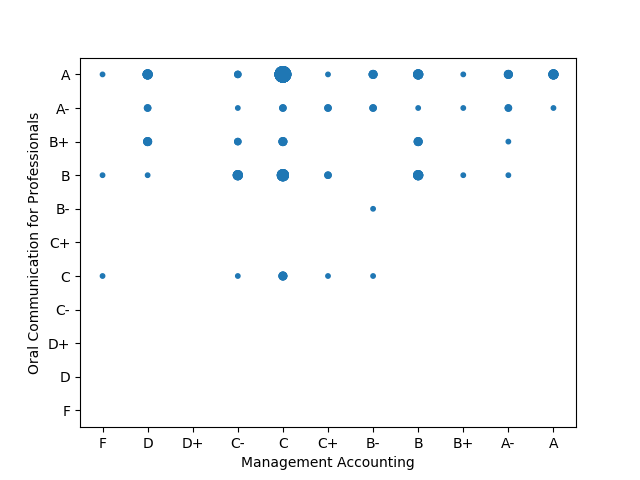 Oral Communication for Professionals
A
A-
B+
B
B-
C+
C
C-
D+
D
F
F D D+ C- C C+ B- B B+ A- A
Management Accounting